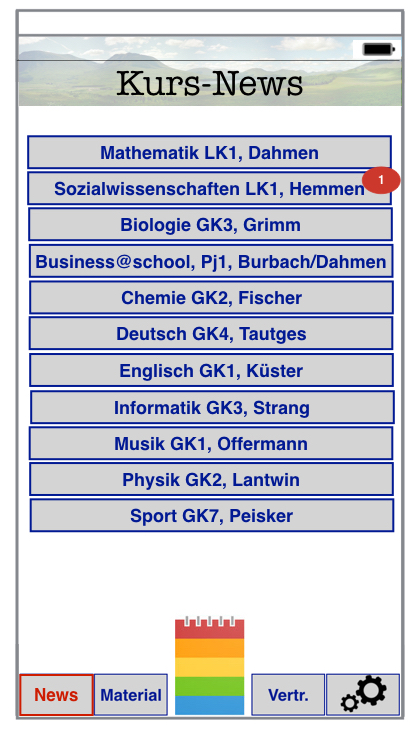 Kurs-News
Mathematik LK1, Dahmen
1
Sozialwissenschaften LK1, Hemmen
Biologie GK3, Grimm
Business@school, Pj1, Burbach/Dahmen
Chemie GK2, Fischer
Deutsch GK4, Tautges
Englisch GK1, Küster
Informatik GK3, Strang
Musik GK1, Offermann
Physik GK2, Lantwin
Sport GK7, Peisker
News Material Vertr.